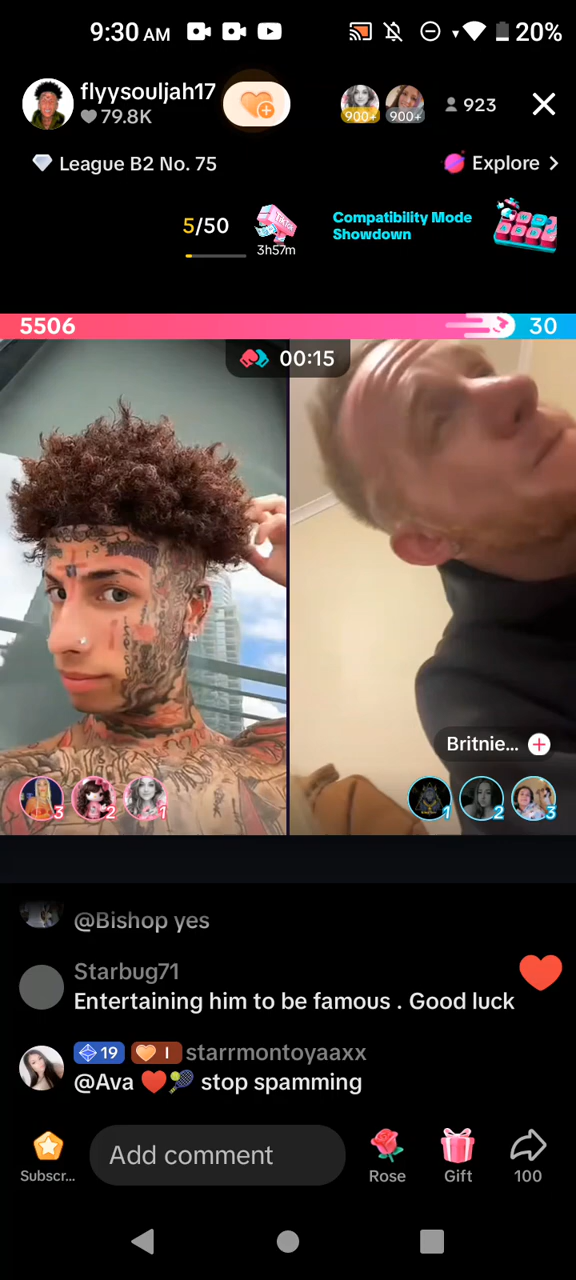 9:30 AM
20%
flyysouljah17
79.8K
900+
900+
923
League B2 No. 75
Explore >
5/50
3h57m
Compatibility Mode
Showdown
5506
30
00:15
Britnie...
3
2
1
1
2
3
@Bishop yes
Starbug71
Entertaining him to be famous . Good luck
19
I
starrmontoyaaxx
@Ava ❤️🎾 stop spamming
Add comment
Subscr...
Rose
Gift
100